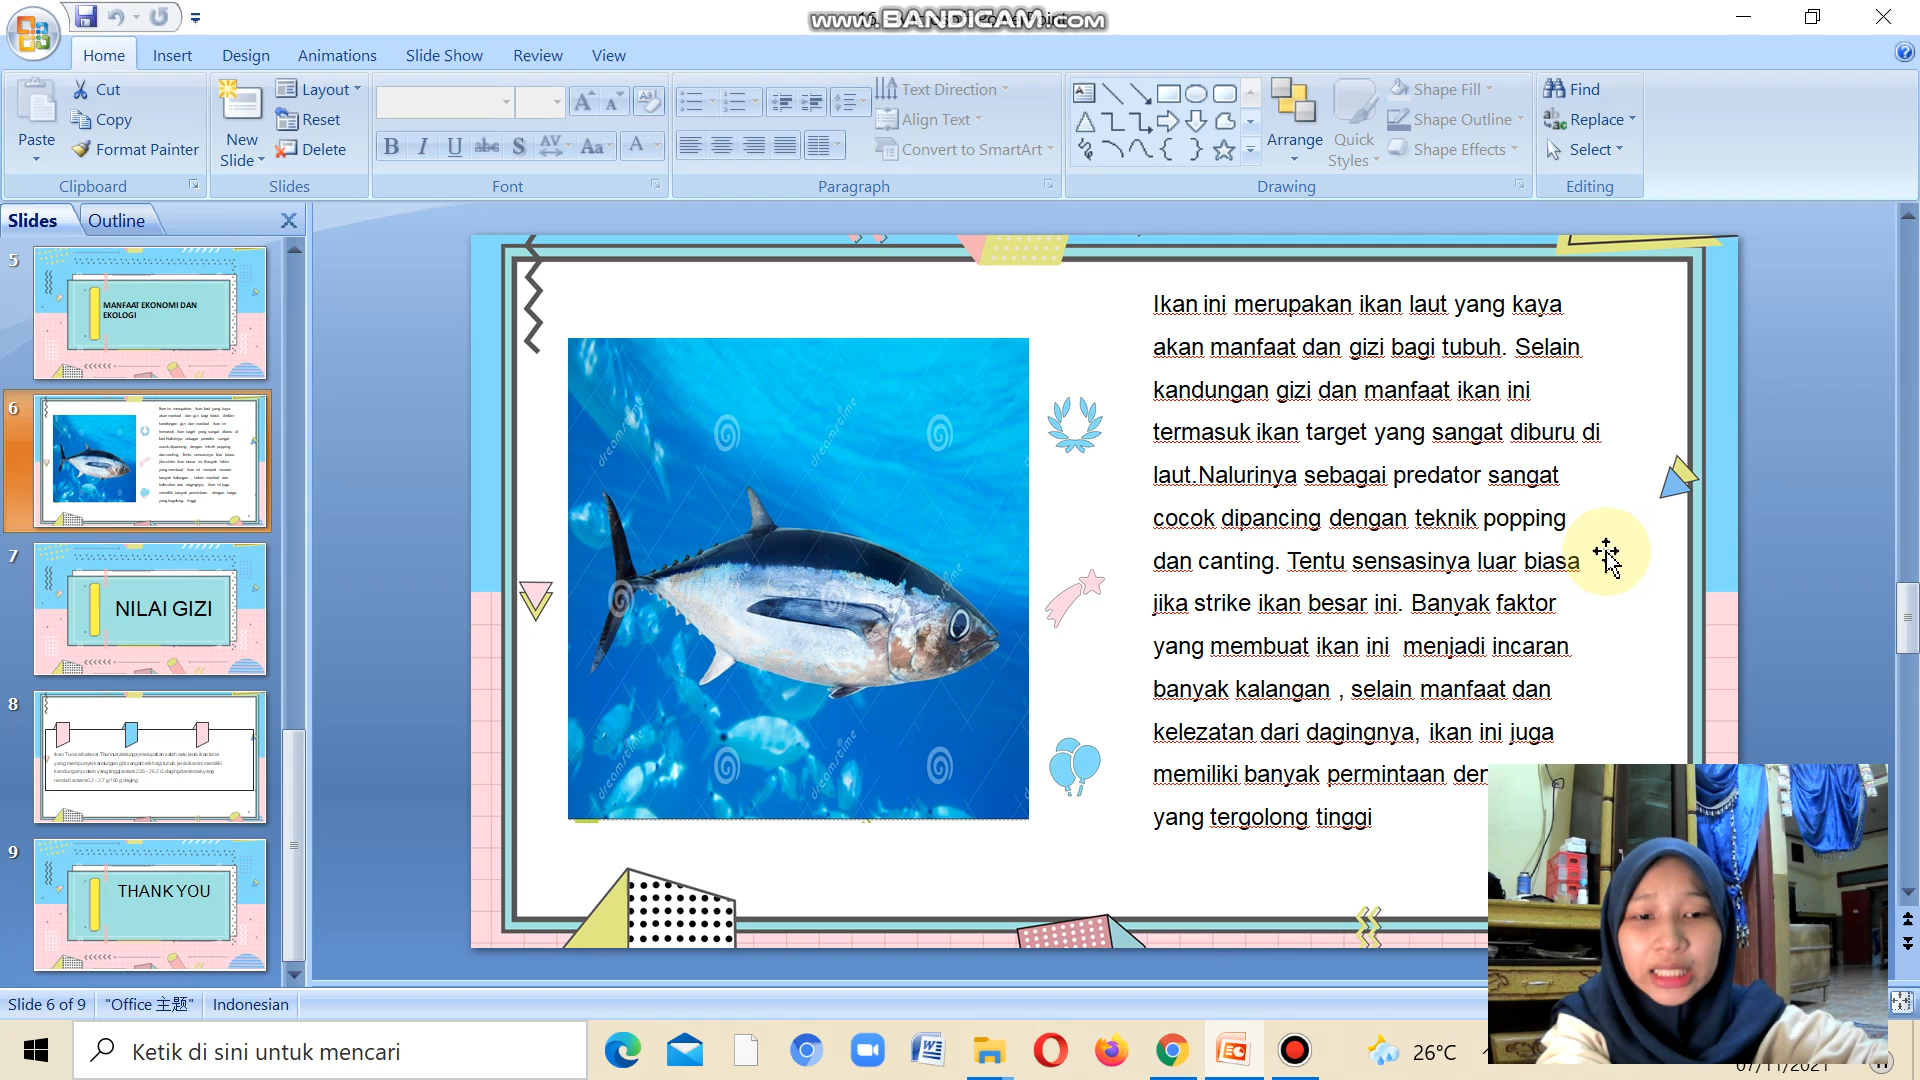 www.BANDICAM.com
Home Insert Design Animations Slide Show Review View
Paste
Cut
Copy
Format Painter
Clipboard
New Slide
Layout
Reset
Delete
Slides
Font
Paragraph
Text Direction
Align Text
Convert to SmartArt
Arrange
Quick Styles
Shape Fill
Shape Outline
Shape Effects
Drawing
Find
Replace
Select
Editing
Slides Outline
5
MANFAAT EKONOMI DAN
EKOLOGI
6
7
NILAI GIZI
8
9
THANK YOU
Ikan ini merupakan ikan laut yang kaya
akan manfaat dan gizi bagi tubuh. Selain
kandungan gizi dan manfaat ikan ini
termasuk ikan target yang sangat diburu di
laut.Nalurinya sebagai predator sangat
cocok dipancing dengan teknik popping
dan canting. Tentu sensasinya luar biasa
jika strike ikan besar ini. Banyak faktor
yang membuat ikan ini menjadi incaran
banyak kalangan , selain manfaat dan
kelezatan dari dagingnya, ikan ini juga
memiliki banyak permintaan
yang tergolong tinggi
dreamstime
Slide 6 of 9 "Office 主题" Indonesian
Ketik di sini untuk mencari
26°C
07/11/2021